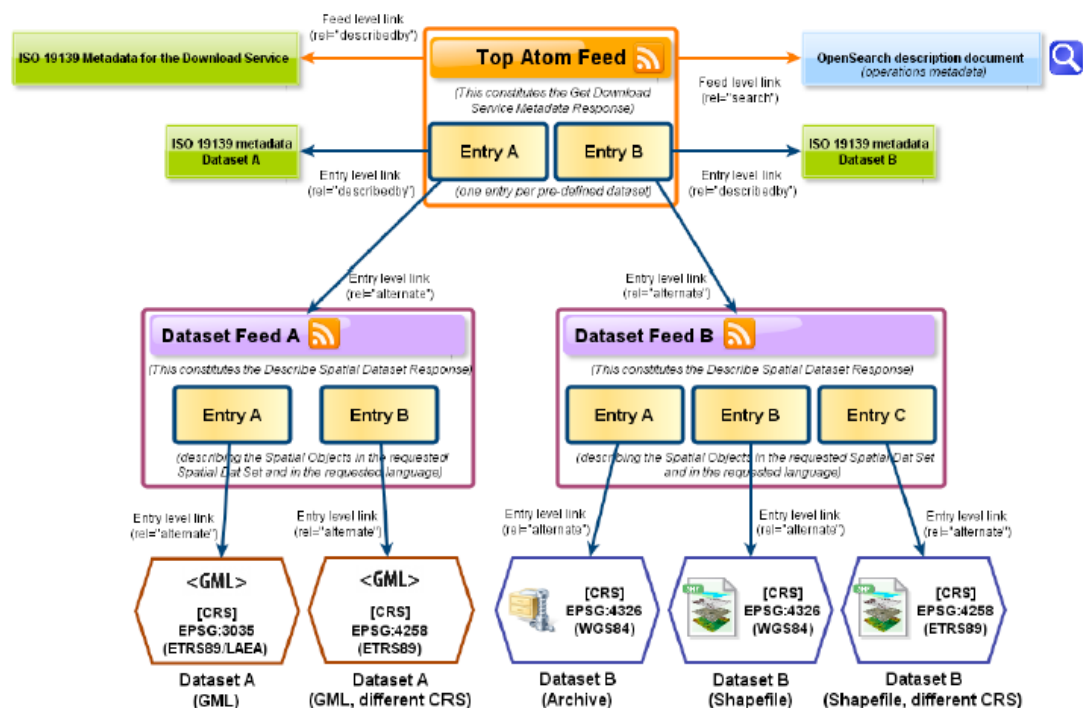 Feed level link
(rel="describedby")
ISO 19139 Metadata for the Download Service
Top Atom Feed
OpenSearch description document
(operations metadata)
(This constitutes the Get Download
Service Metadata Response)
Feed level link
(rel="search")
ISO 19139 metadata
Dataset A
Entry A
Entry B
ISO 19139 metadata
Dataset B
Entry level link
(rel="describedby")
(one entry per pre-defined dataset)
Entry level link
(rel="describedby")
Entry level link
(rel="alternate")
Entry level link
(rel="alternate")
Dataset Feed A
(This constitutes the Describe Spatial Dataset Response)
Entry A
Entry B
(describing the Spatial Objects in the requested
Spatial Dat Set and in the requested language)
Dataset Feed B
(This constitutes the Describe Spatial Dataset Response)
Entry A
Entry B
Entry C
(describing the Spatial Objects in the requested Spatial Dat Set
and in the requested language)
Entry level link
(rel="alternate")
Entry level link
(rel="alternate")
Entry level link
(rel="alternate")
Entry level link
(rel="alternate")
Entry level link
(rel="alternate")
<GML>
[CRS]
EPSG:3035
(ETRS89/LAEA)
Dataset A
(GML)
<GML>
[CRS]
EPSG:4258
(ETRS89)
Dataset A
(GML, different CRS)
[CRS]
EPSG:4326
(WGS84)
Dataset B
(Archive)
SHP
[CRS]
EPSG:4326
(WGS84)
Dataset B
(Shapefile)
SHP
[CRS]
EPSG:4258
(ETRS89)
Dataset B
(Shapefile, different CRS)